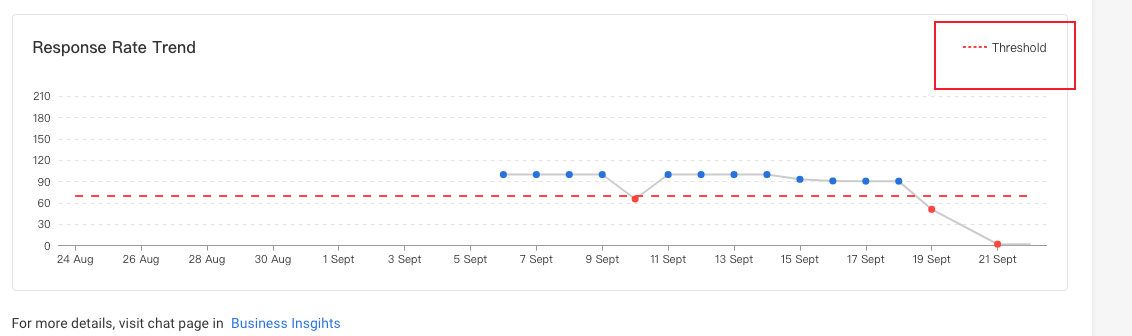 Response Rate Trend
Threshold
210
180
150
120
90
60
30
0
24 Aug 26 Aug 28 Aug 30 Aug 1 Sept 3 Sept 5 Sept 7 Sept 9 Sept 11 Sept 13 Sept 15 Sept 17 Sept 19 Sept 21 Sept
For more details, visit chat page in Business Insgihts